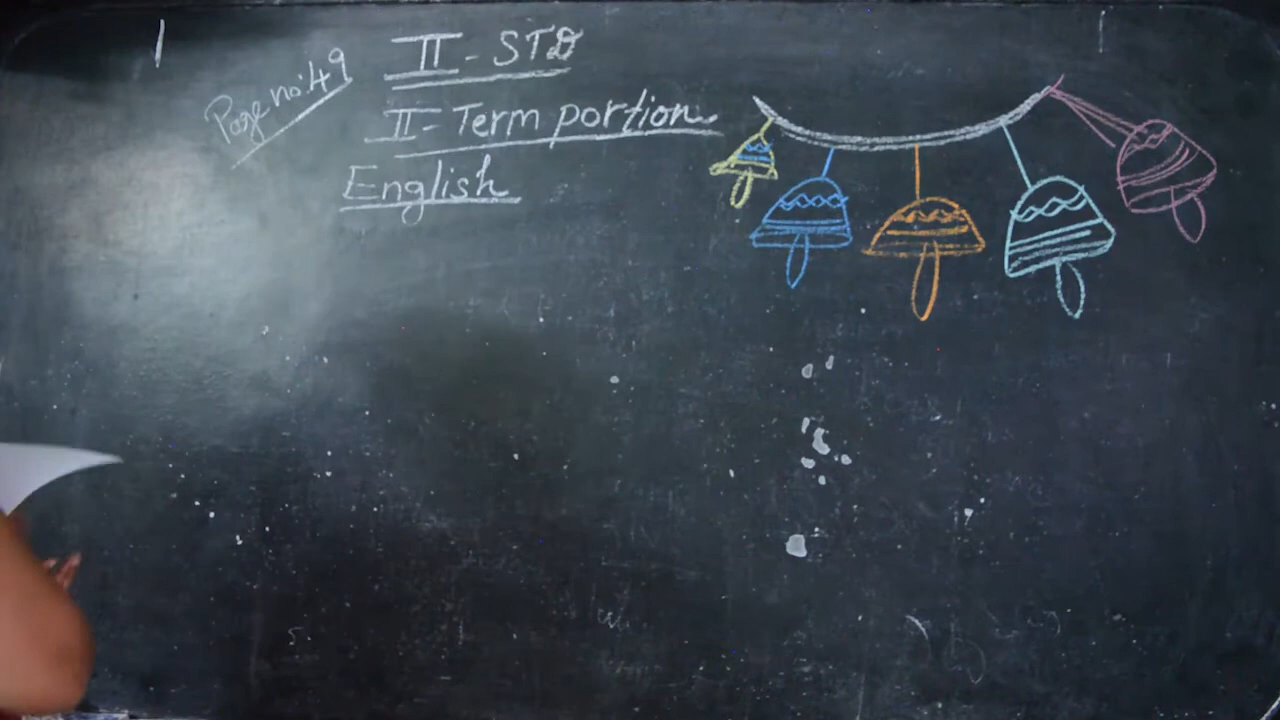 Page no:49
II - STD
II - Term portion
English